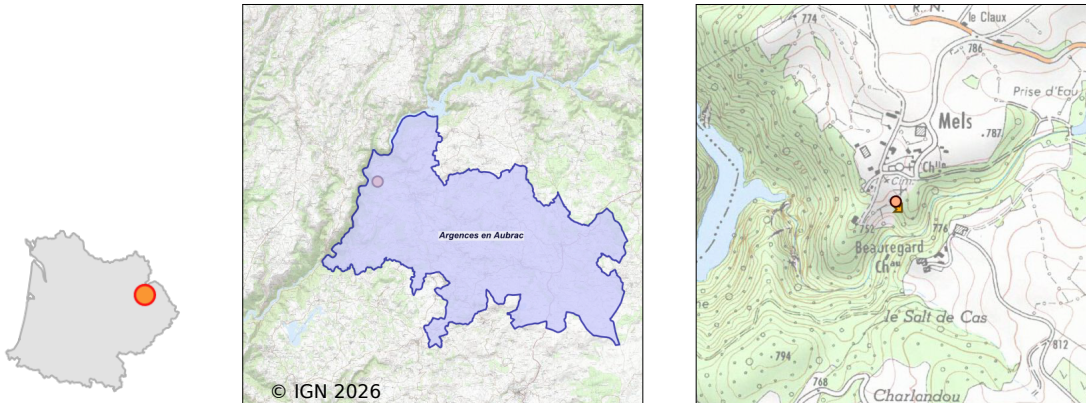 Argences en Aubrac
© IGN 2026
774
R. N.
le Claux
786
Prise d'Eau
Mels
787
Ch^lle
Cim.
752
776
Beauregard
Ch^au
le Salt de Cas
794
812
768
Charlandou